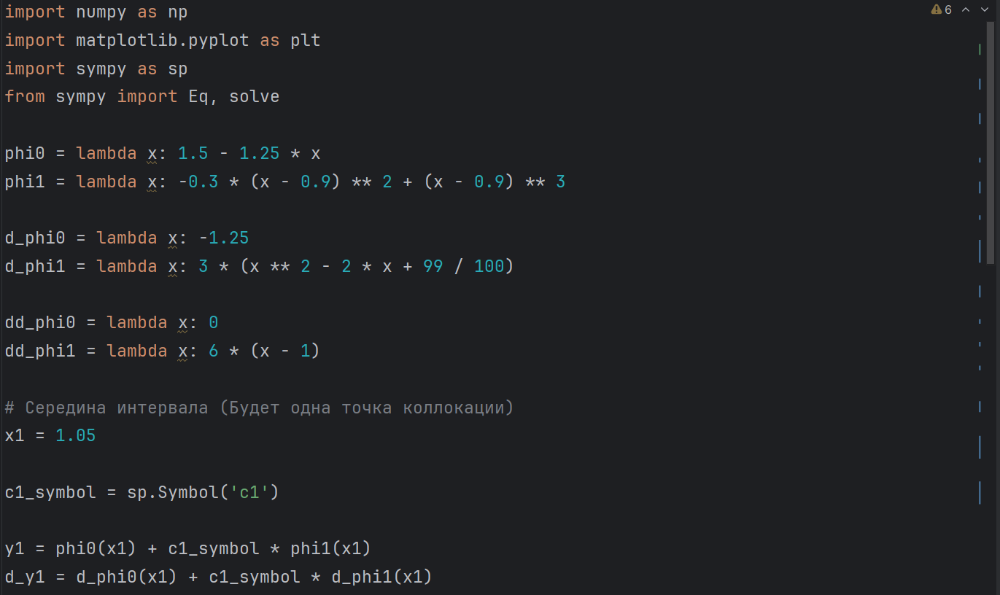 import numpy as np
6
import matplotlib.pyplot as plt
import sympy as sp
from sympy import Eq, solve
phi0 = lambda x: 1.5 - 1.25 * x
phi1 = lambda x: -0.3 * (x - 0.9) ** 2 + (x - 0.9) ** 3
d_phi0 = lambda x: -1.25
d_phi1 = lambda x: 3 * (x ** 2 - 2 * x + 99 / 100)
dd_phi0 = lambda x: 0
dd_phi1 = lambda x: 6 * (x - 1)
# Середина интервала (Будет одна точка коллокации)
x1 = 1.05
c1_symbol = sp.Symbol('c1')
y1 = phi0(x1) + c1_symbol * phi1(x1)
d_y1 = d_phi0(x1) + c1_symbol * d_phi1(x1)